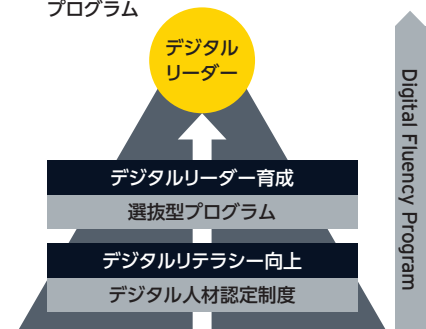 プログラム
デジタル
リーダー
デジタルリーダー育成
選抜型プログラム
デジタルリテラシー向上
デジタル人材認定制度
Digital Fluency Program